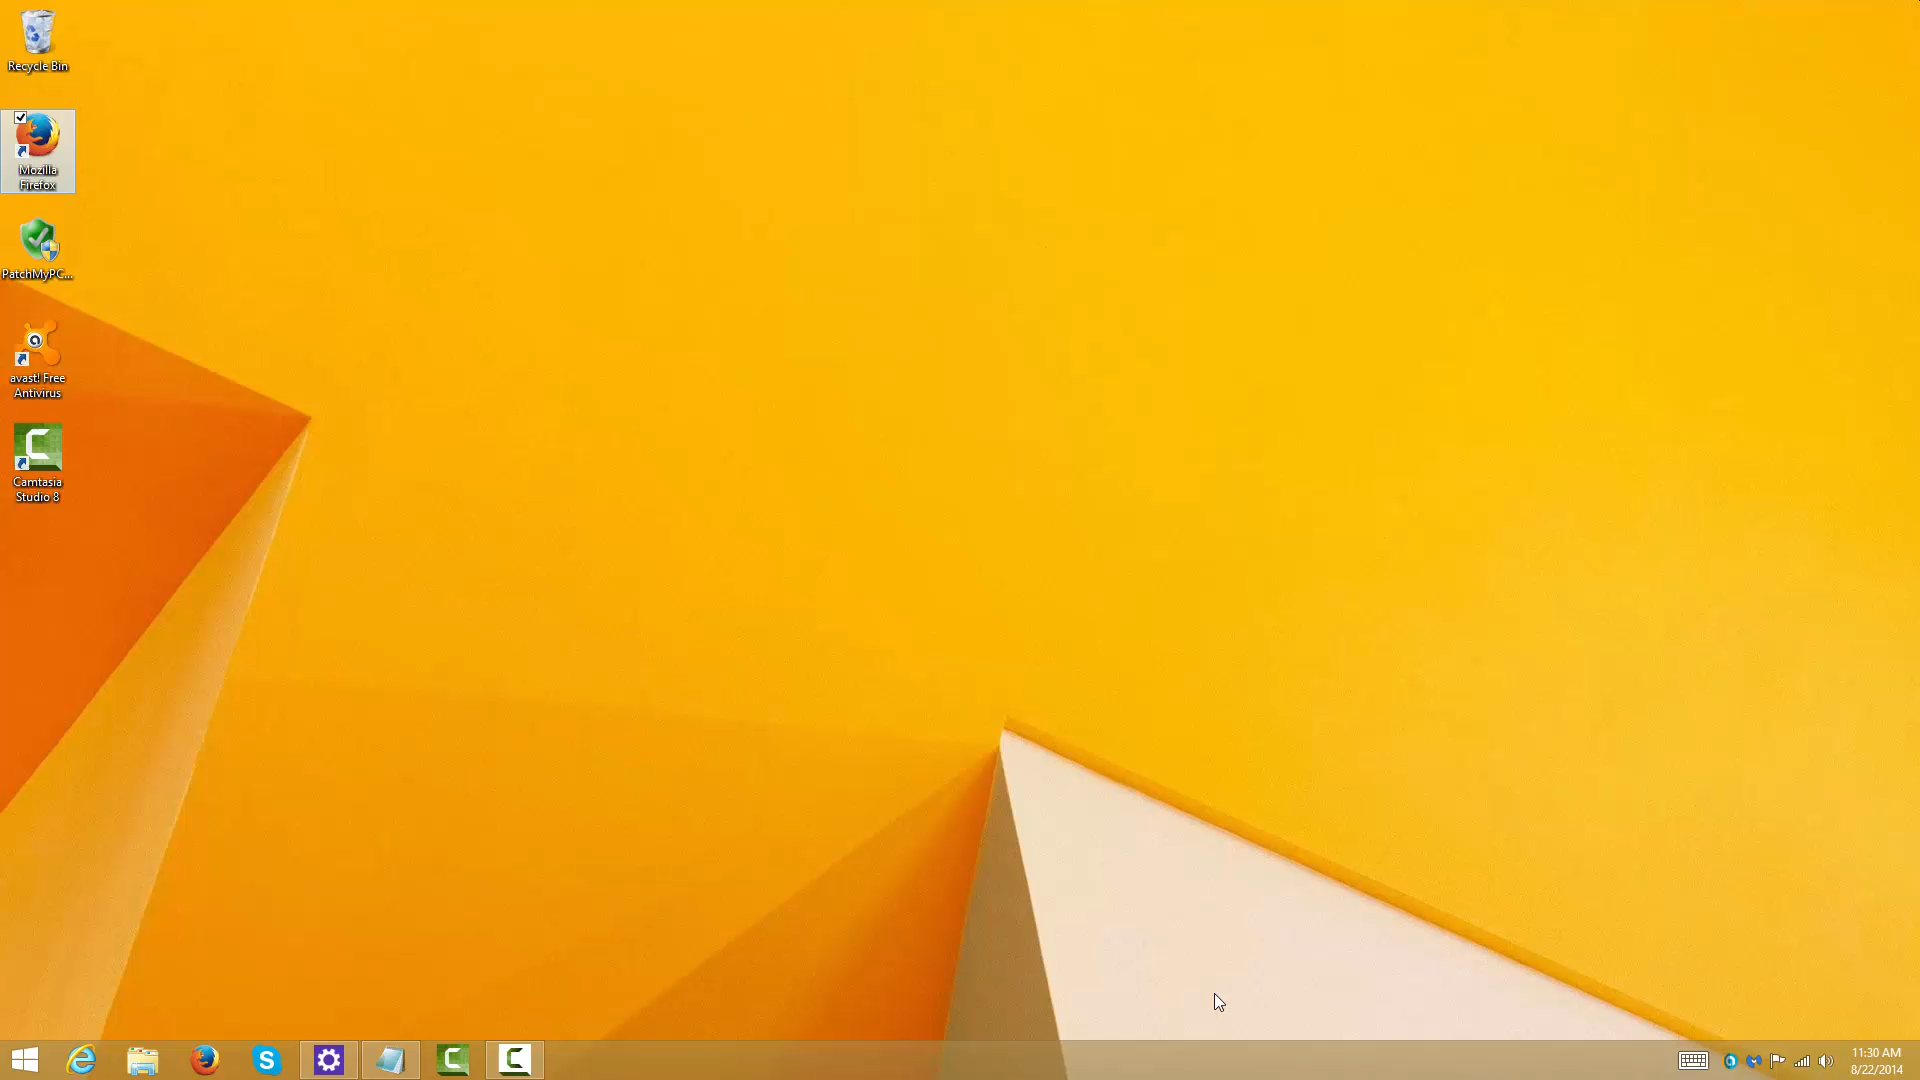 Recycle Bin
Mozilla
Firefox
PatchMyPC...
avast! Free
Antivirus
Camtasia
Studio 8
11:30 AM
8/22/2014